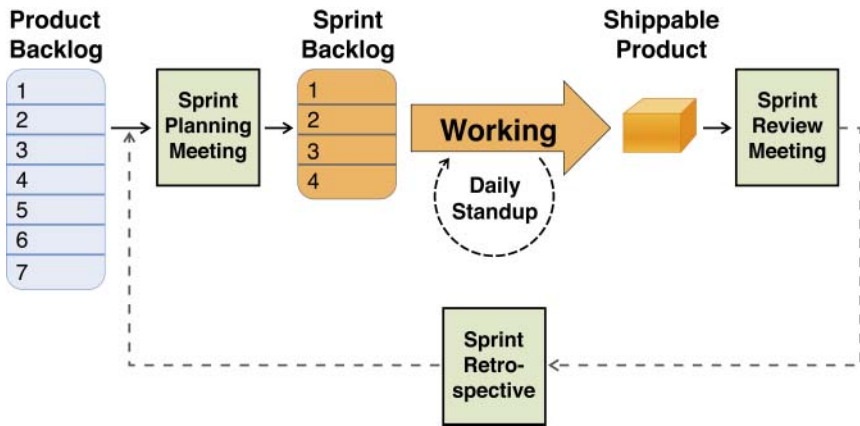 Product
Backlog
1
2
3
4
5
6
7
Sprint
Planning
Meeting
Sprint
Backlog
1
2
3
4
Working
Daily
Standup
Shippable
Product
Sprint
Review
Meeting
Sprint
Retro-
spective